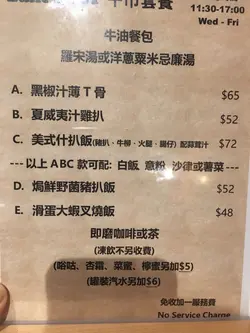 午市套餐
11:30-17:00
Wed - Fri
牛油餐包
羅宋湯或洋蔥粟米忌廉湯
A. 黑椒汁薄T骨 $65
B. 夏威夷汁雞扒 $52
C. 美式什扒飯(豬扒、牛柳、火腿、腸仔) 配蒜茸汁 $72
---以上 ABC 款可配: 白飯 意粉 沙律或薯菜---
D. 焗鮮野菌豬扒飯 $52
E. 滑蛋大蝦叉燒飯 $48
即磨咖啡或茶
(凍飲不另收費)
(唂咕、杏霜、菜蜜、檸蜜另加$5)
(罐裝汽水另加$6)
免收加一服務費
No Service Charge